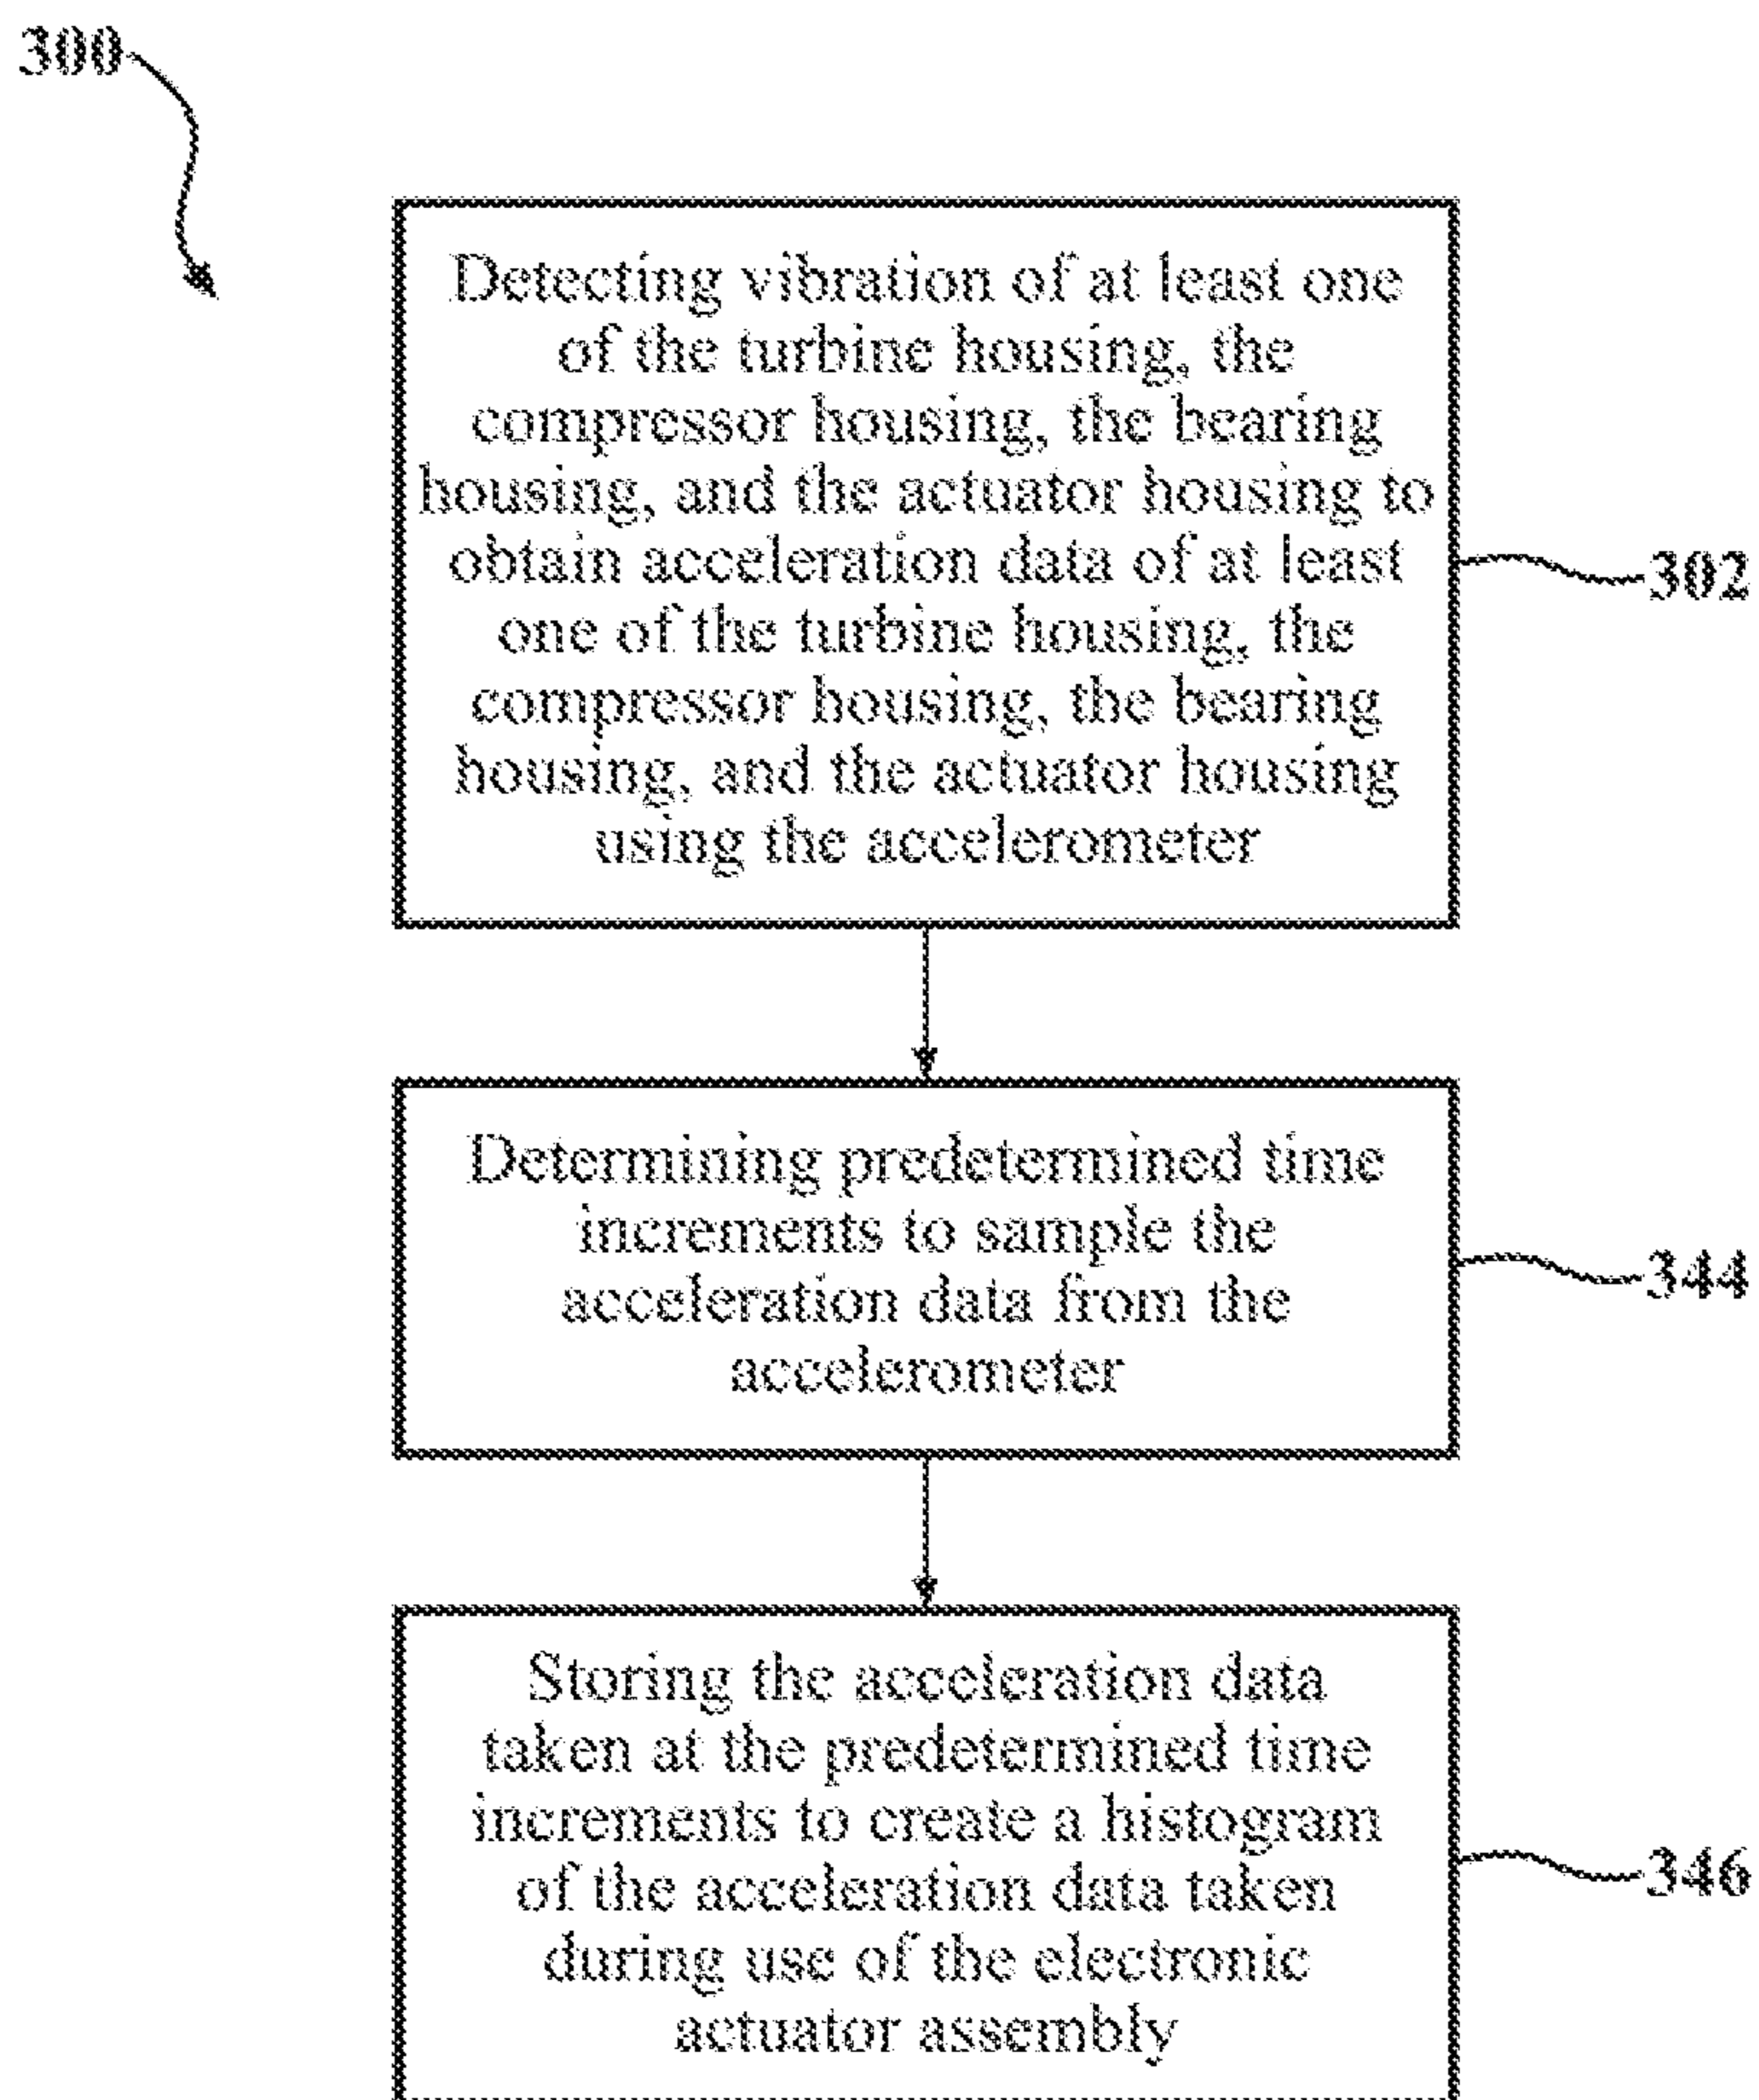 300
Detecting vibration of at least one
of the turbine housing, the
compressor housing, the bearing
housing, and the actuator housing to
obtain acceleration data of at least
one of the turbine housing, the
compressor housing, the bearing
housing, and the actuator housing
using the accelerometer
302
Determining predetermined time
increments to sample the
acceleration data from the
accelerometer
344
Storing the acceleration data
taken at the predetermined time
increments to create a histogram
of the acceleration data taken
during use of the electronic
actuator assembly
346